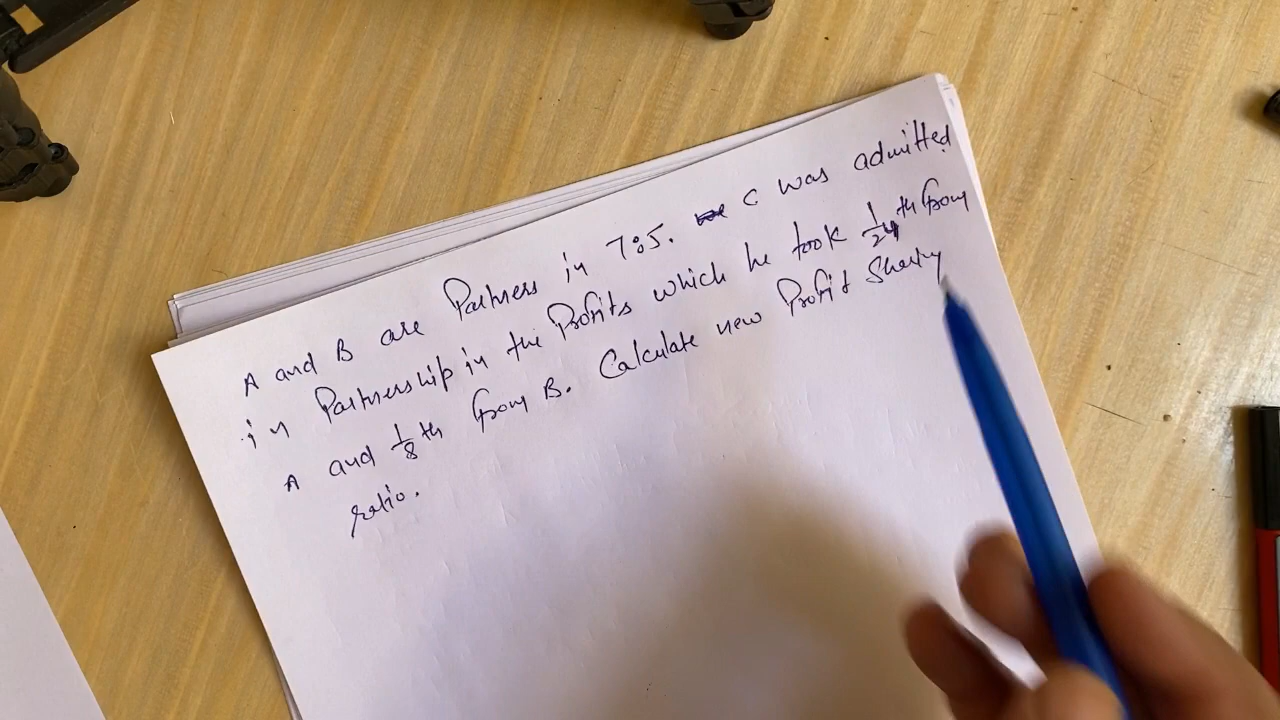 A and B are Partners in 7:5. C was admitted
in Partnership in the Profits which he took 1/24th from
A and 1/8th from B. Calculate new Profit Sharing
ratio.